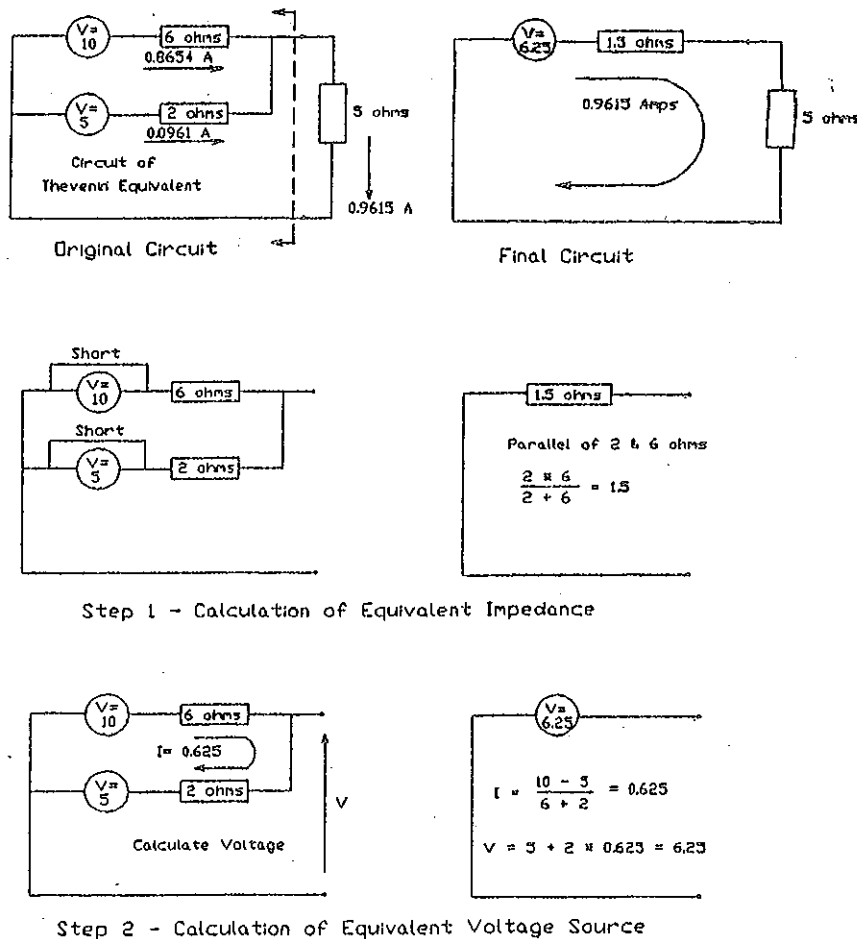 V=
10
6 ohms
0.8654 A
V=
5
2 ohms
0.0961 A
Circuit of
Thevenin Equivalent
5 ohms
0.9615 A
Original Circuit
V=
6.25
1.5 ohms
0.9615 Amps
5 ohms
Final Circuit
Short
V=
10
6 ohms
Short
V=
5
2 ohms
1.5 ohms
Parallel of 2 & 6 ohms
2 * 6
2 + 6
= 1.5
Step 1 - Calculation of Equivalent Impedance
V=
10
6 ohms
I= 0.625
V=
5
2 ohms
V
Calculate Voltage
V=
6.25
I = 10 - 5
6 + 2
= 0.625
V = 5 + 2 * 0.625 = 6.25
Step 2 - Calculation of Equivalent Voltage Source